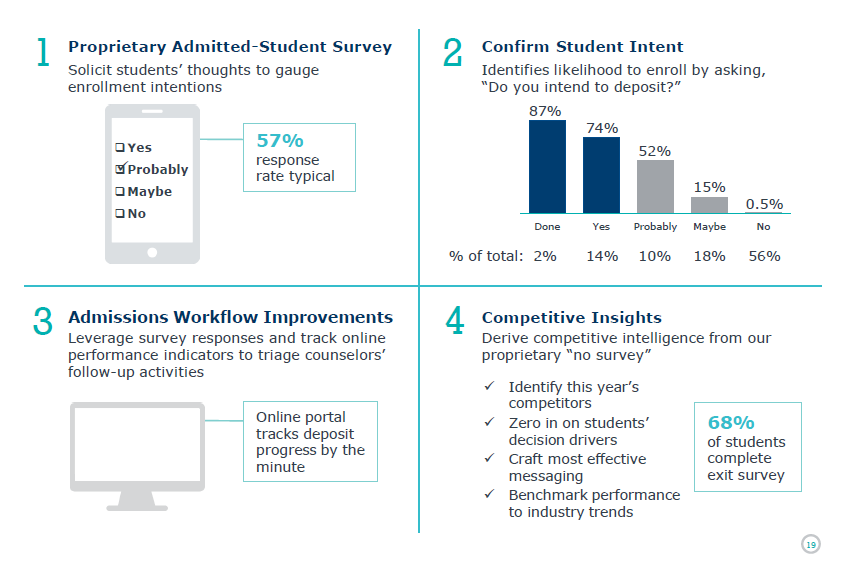 1 Proprietary Admitted-Student Survey
Solicit students’ thoughts to gauge
enrollment intentions
Yes
Probably
Maybe
No
57%
response
rate typical
2 Confirm Student Intent
Identifies likelihood to enroll by asking,
“Do you intend to deposit?”
87%
74%
52%
15%
0.5%
Done Yes Probably Maybe No
% of total: 2% 14% 10% 18% 56%
3 Admissions Workflow Improvements
Leverage survey responses and track online
performance indicators to triage counselors’
follow-up activities
Online portal
tracks deposit
progress by the
minute
4 Competitive Insights
Derive competitive intelligence from our
proprietary “no survey”
✓ Identify this year’s
competitors
✓ Zero in on students’
decision drivers
✓ Craft most effective
messaging
✓ Benchmark performance
to industry trends
68%
of students
complete
exit survey
19